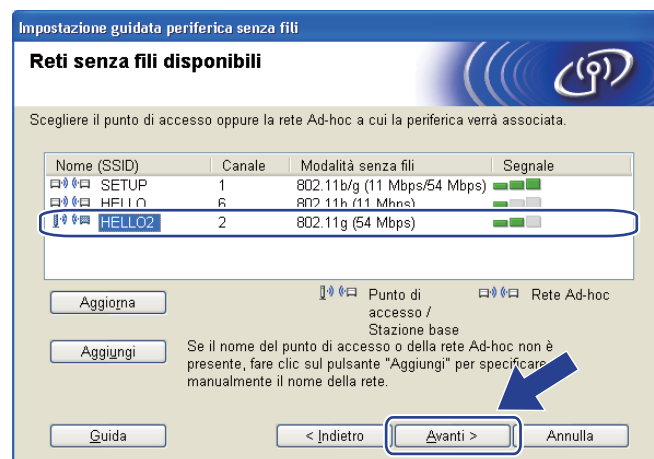 Impostazione guidata periferica senza fili
Reti senza fili disponibili
Scegliere il punto di accesso oppure la rete Ad-hoc a cui la periferica verrà associata.
Nome (SSID) Canale Modalità senza fili Segnale
SETUP 1 802.11b/g (11 Mbps/54 Mbps)
HELLO 6 802.11b (11 Mbps)
HELLO2 2 802.11g (54 Mbps)
Aggiorna
Punto di accesso / Stazione base
Rete Ad-hoc
Aggiungi
Se il nome del punto di accesso o della rete Ad-hoc non è
presente, fare clic sul pulsante "Aggiungi" per specificare
manualmente il nome della rete.
Guida
< Indietro
Avanti >
Annulla